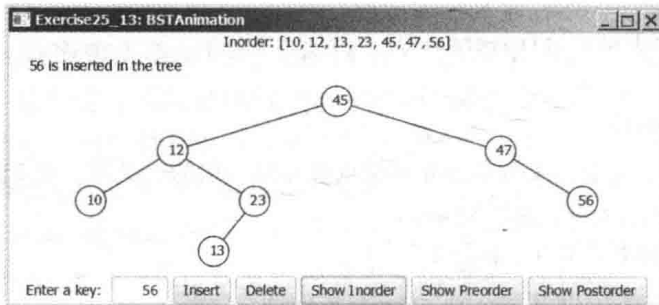 Exercise25_13: BSTAnimation
Inorder: [10, 12, 13, 23, 45, 47, 56]
56 is inserted in the tree
45
12
47
10
23
56
13
Enter a key: 56 Insert Delete Show Inorder Show Preorder Show Postorder